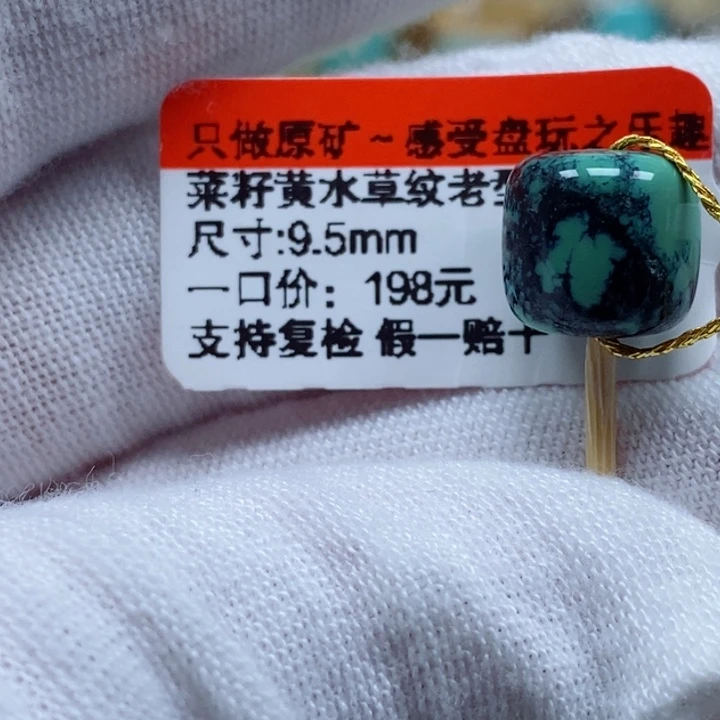 只做原矿~感受盘玩之乐趣
菜籽黄水草纹老型
尺寸:9.5mm
一口价：198元
支持复检 假一赔十